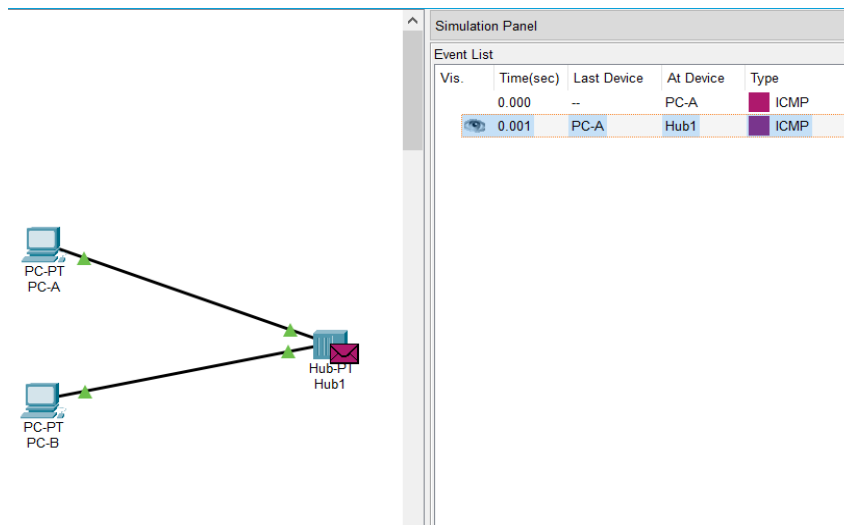 Simulation Panel
Event List
Vis. Time(sec) Last Device At Device Type
0.000 -- PC-A ICMP
0.001 PC-A Hub1 ICMP
PC-PT
PC-A
Hub-PT
Hub1
PC-PT
PC-B